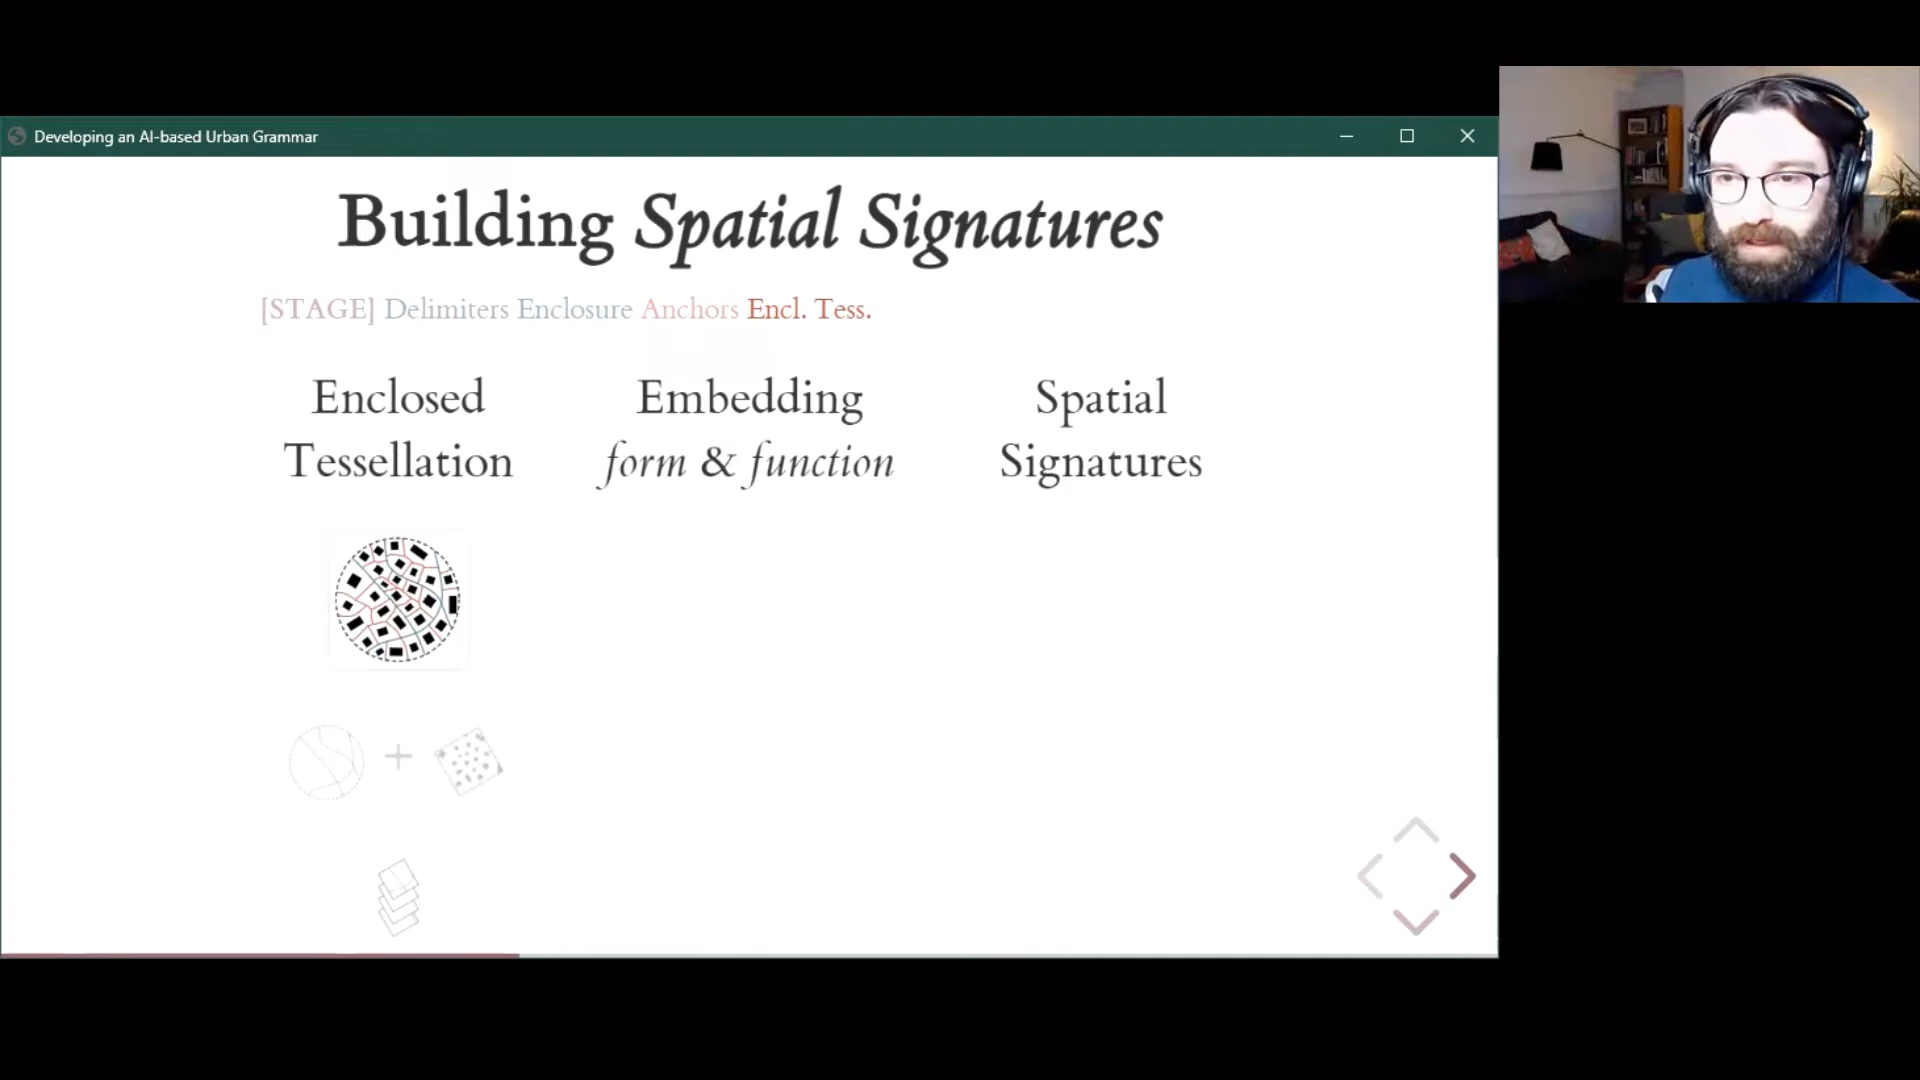 Developing an AI-based Urban Grammar
Building Spatial Signatures
[STAGE] Delimiters Enclosure Anchors Encl. Tess.
Enclosed
Tessellation
Embedding
form & function
Spatial
Signatures
+